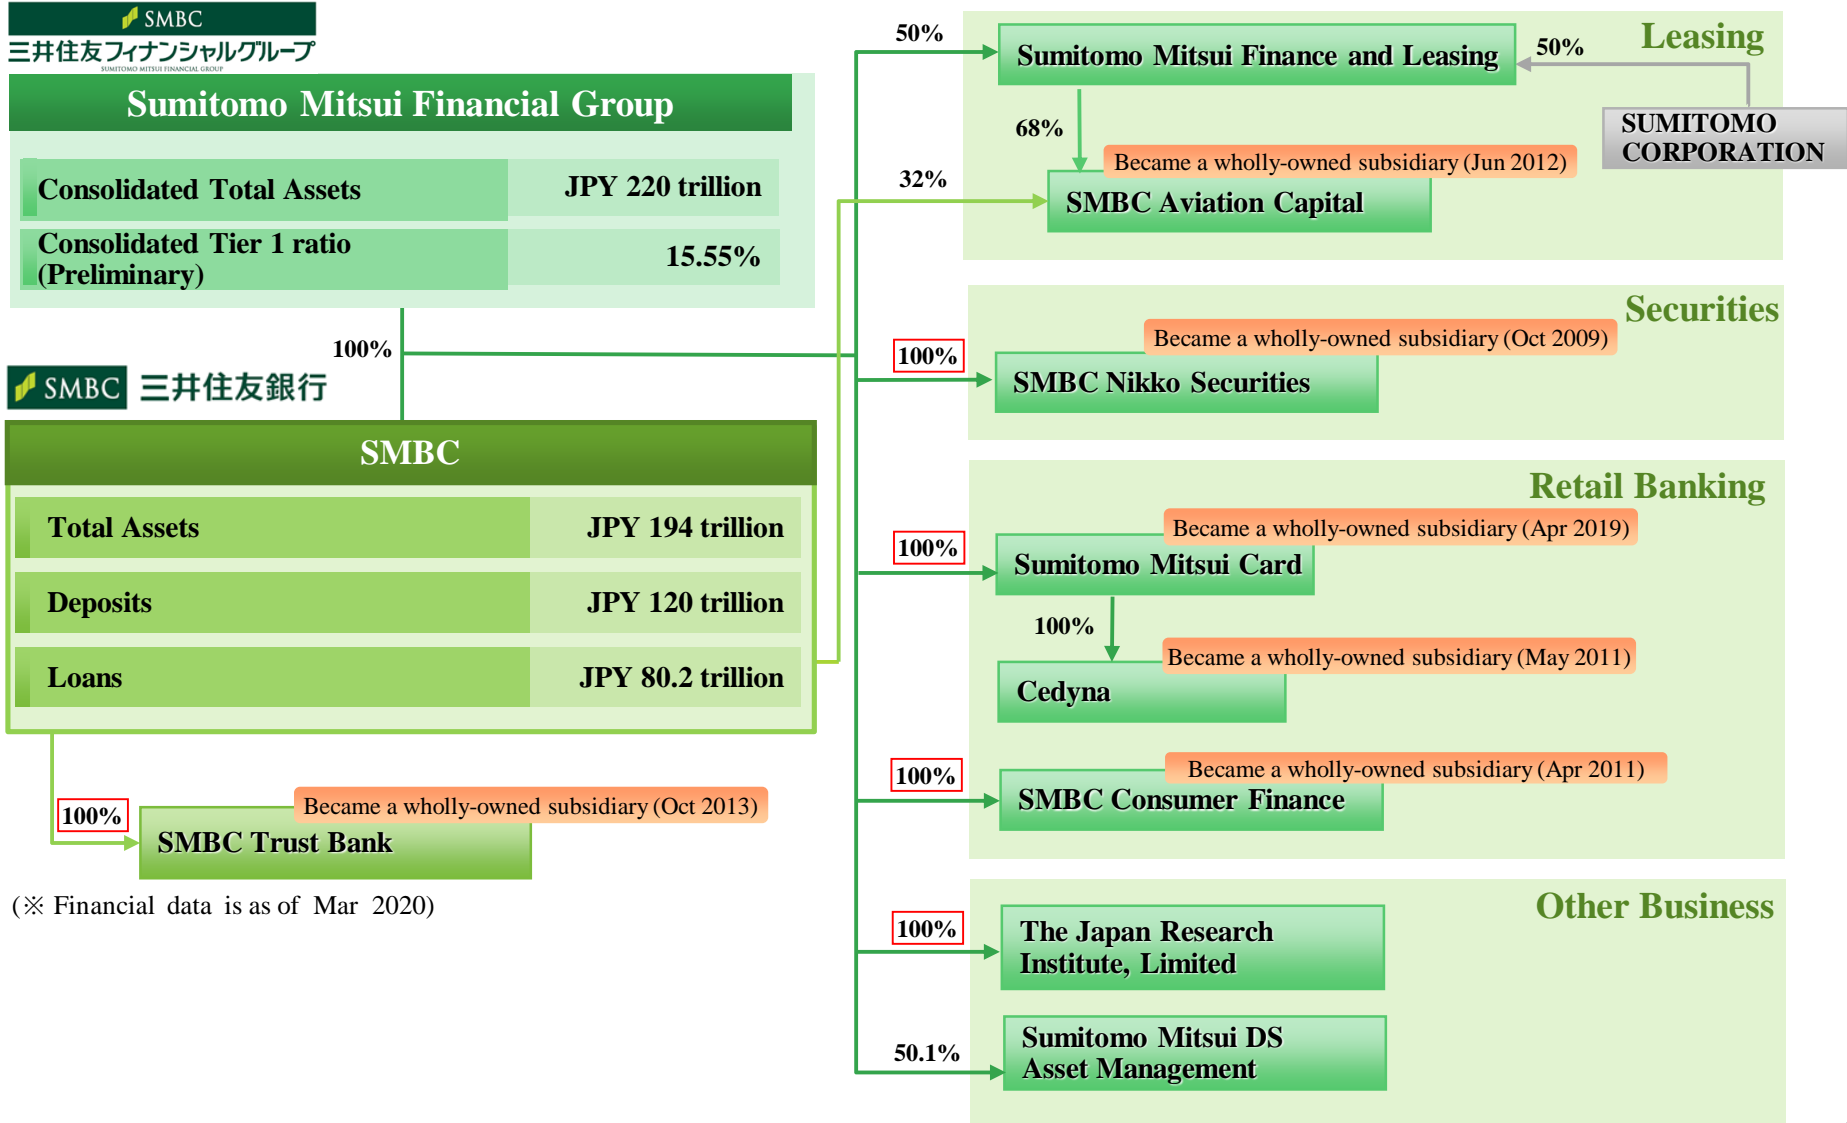 SMBC
三井住友フィナンシャルグループ
SUMITOMO MITSUI FINANCIAL GROUP
Sumitomo Mitsui Financial Group
Consolidated Total Assets
JPY 220 trillion
Consolidated Tier 1 ratio
(Preliminary)
15.55%
100%
SMBC 三井住友銀行
SMBC
Total Assets
JPY 194 trillion
Deposits
JPY 120 trillion
Loans
JPY 80.2 trillion
100%
Became a wholly-owned subsidiary (Oct 2013)
SMBC Trust Bank
(※ Financial data is as of Mar 2020)
Leasing
50%
Sumitomo Mitsui Finance and Leasing
50%
SUMITOMO
CORPORATION
68%
Became a wholly-owned subsidiary (Jun 2012)
32%
SMBC Aviation Capital
Securities
Became a wholly-owned subsidiary (Oct 2009)
100%
SMBC Nikko Securities
Retail Banking
Became a wholly-owned subsidiary (Apr 2019)
100%
Sumitomo Mitsui Card
100%
Became a wholly-owned subsidiary (May 2011)
Cedyna
Became a wholly-owned subsidiary (Apr 2011)
100%
SMBC Consumer Finance
Other Business
100%
The Japan Research
Institute, Limited
50.1%
Sumitomo Mitsui DS
Asset Management